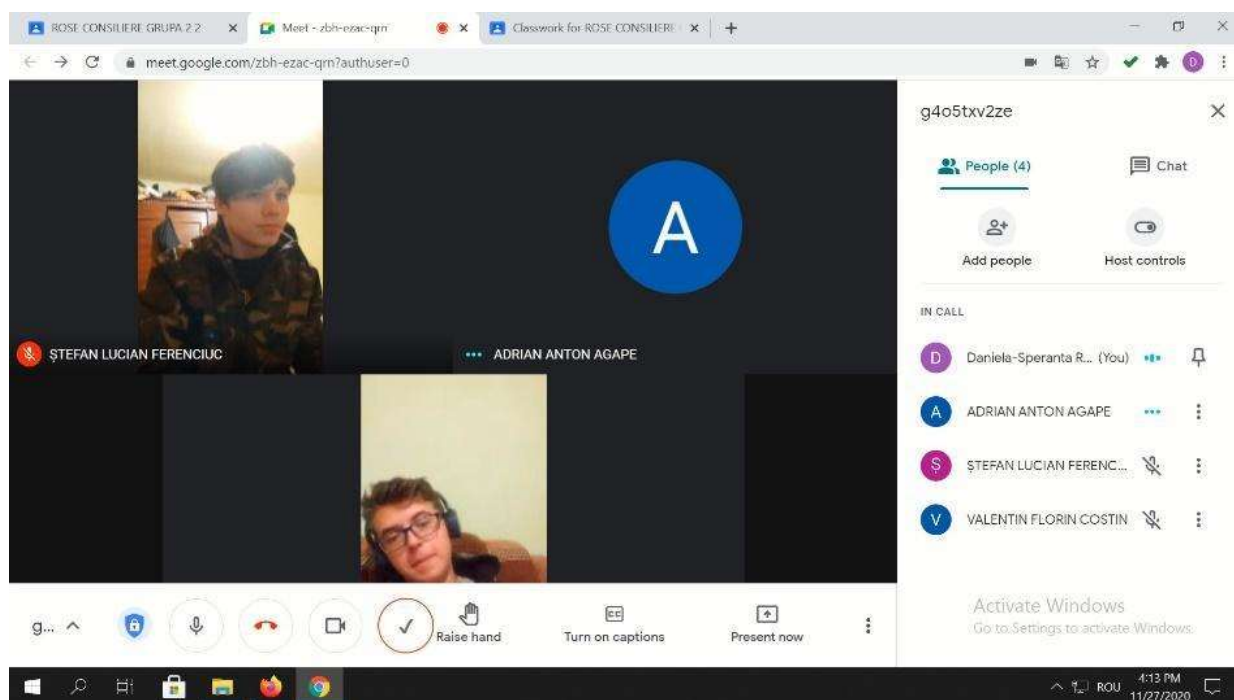 ROSE CONSILIERE GRUPA 2 2
Meet - zbh-ezac-qrn
Classwork for ROSE CONSILIERE
meet.google.com/zbh-ezac-qrn?authuser=0
D
g4o5txv2ze
People (4)
Chat
Add people
Host controls
IN CALL
D
Daniela-Speranta R... (You)
A
ADRIAN ANTON AGAPE
Ș
ȘTEFAN LUCIAN FERENC...
V
VALENTIN FLORIN COSTIN
A
ȘTEFAN LUCIAN FERENCIUC
ADRIAN ANTON AGAPE
g...
Raise hand
CC
Turn on captions
Present now
Activate Windows
Go to Settings to activate Windows.
ROU
4:13 PM
11/27/2020